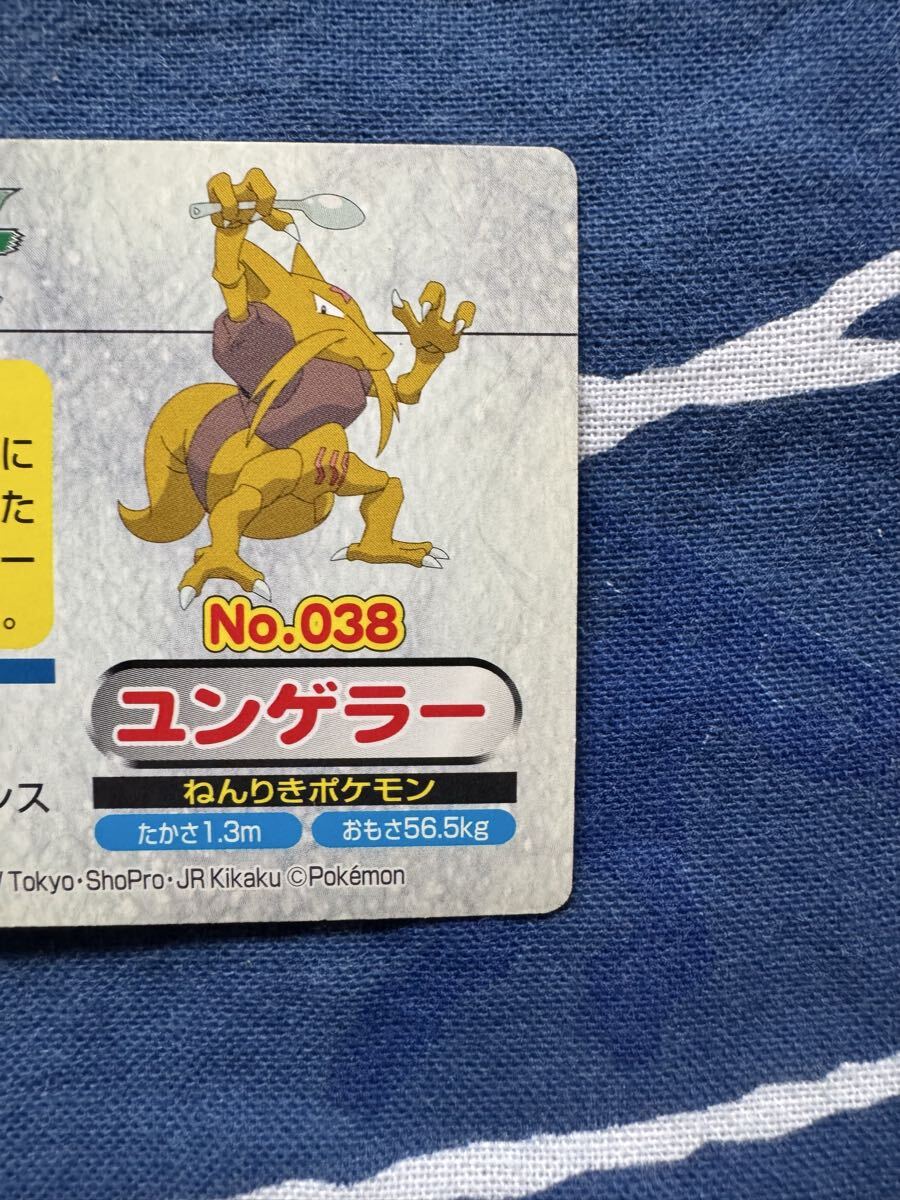 に
た
ー
。
No.038
ユンゲラー
ンス
ねんりきポケモン
たかさ1.3m
おもさ56.5kg
Tokyo・ShoPro・JR Kikaku ©Pokémon